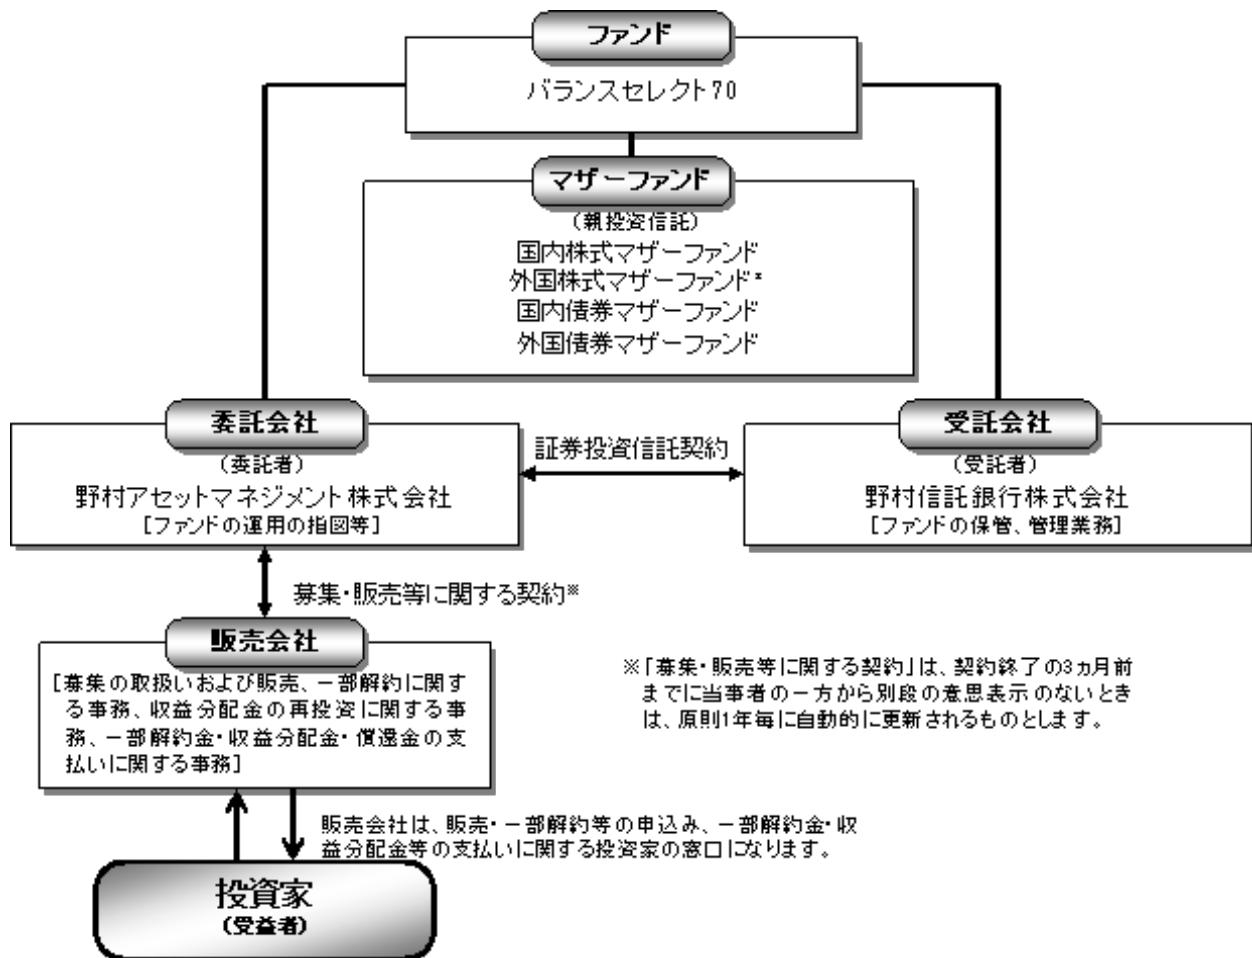 ファンド
バランスセレクト70
マザーファンド
(親投資信託)
国内株式マザーファンド
外国株式マザーファンド*
国内債券マザーファンド
外国債券マザーファンド
委託会社
(委託者)
野村アセットマネジメント株式会社
[ファンドの運用の指図等]
証券投資信託契約
受託会社
(受託者)
野村信託銀行株式会社
[ファンドの保管、管理業務]
募集・販売等に関する契約※
販売会社
[募集の取扱いおよび販売、一部解約に関す
る事務、収益分配金の再投資に関する事
務、一部解約金・収益分配金・償還金の支
払いに関する事務]
※「募集・販売等に関する契約」は、契約終了の3ヵ月前
までに当事者の一方から別段の意思表示のないとき
は、原則1年毎に自動的に更新されるものとします。
販売会社は、販売・一部解約等の申込み、一部解約金・収
益分配金等の支払いに関する投資家の窓口になります。
投資家
(受益者)